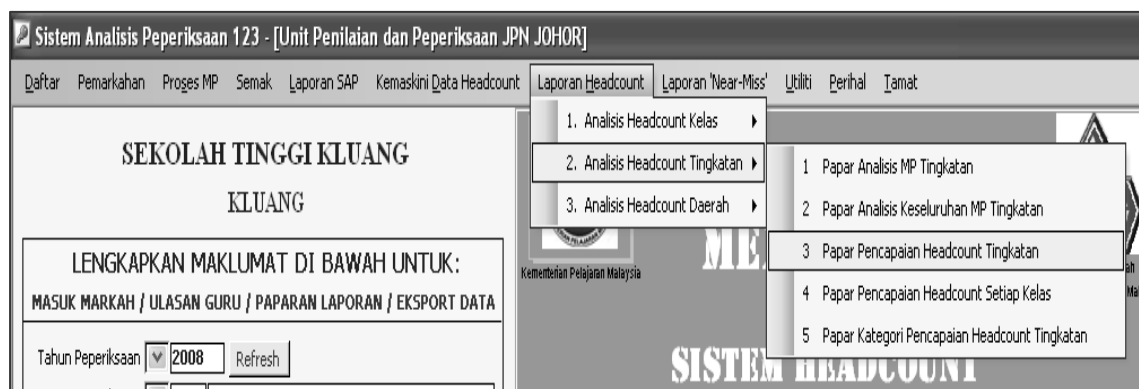 Sistem Analisis Peperiksaan 123 - [Unit Penilaian dan Peperiksaan JPN JOHOR]
Daftar Pemarkahan Proses MP Semak Laporan SAP Kemaskini Data Headcount Laporan Headcount Laporan 'Near-Miss' Utiliti Perihal Tamat
1. Analisis Headcount Kelas
2. Analisis Headcount Tingkatan
3. Analisis Headcount Daerah
1 Papar Analisis MP Tingkatan
2 Papar Analisis Keseluruhan MP Tingkatan
3 Papar Pencapaian Headcount Tingkatan
4 Papar Pencapaian Headcount Setiap Kelas
5 Papar Kategori Pencapaian Headcount Tingkatan
SEKOLAH TINGGI KLUANG
KLUANG
LENGKAPKAN MAKLUMAT DI BAWAH UNTUK:
MASUK MARKAH / ULASAN GURU / PAPARAN LAPORAN / EKSPORT DATA
Tahun Peperiksaan 2008 Refresh
Kementerian Pelajaran Malaysia
SISTEM HEADCOUNT